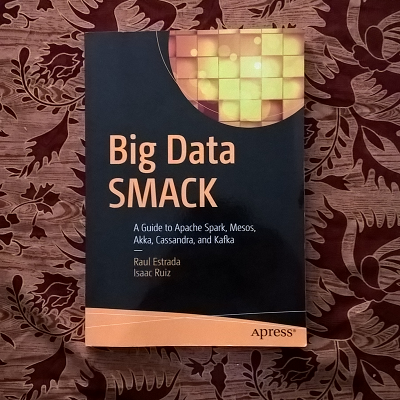 Big Data
SMACK
A Guide to Apache Spark, Mesos,
Akka, Cassandra, and Kafka
Raul Estrada
Isaac Ruiz
Apress®